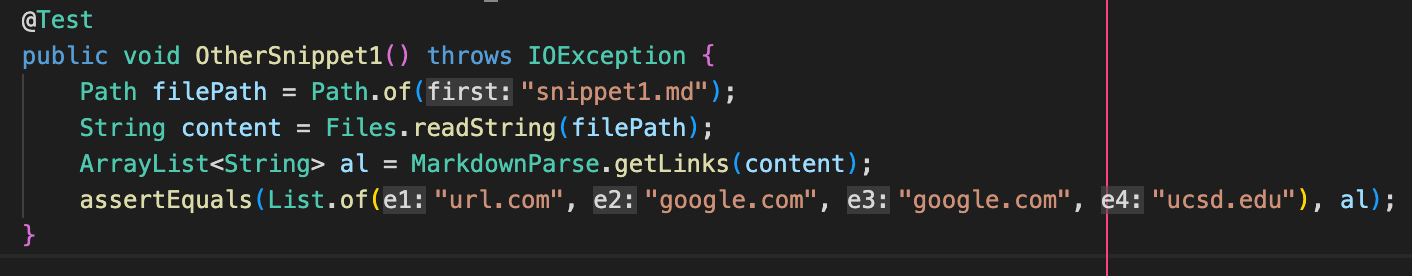 @Test
public void OtherSnippet1() throws IOException {
Path filePath = Path.of(first: "snippet1.md");
String content = Files.readString(filePath);
ArrayList<String> al = MarkdownParse.getLinks(content);
assertEquals(List.of(e1: "url.com", e2: "google.com", e3: "google.com", e4: "ucsd.edu"), al);
}